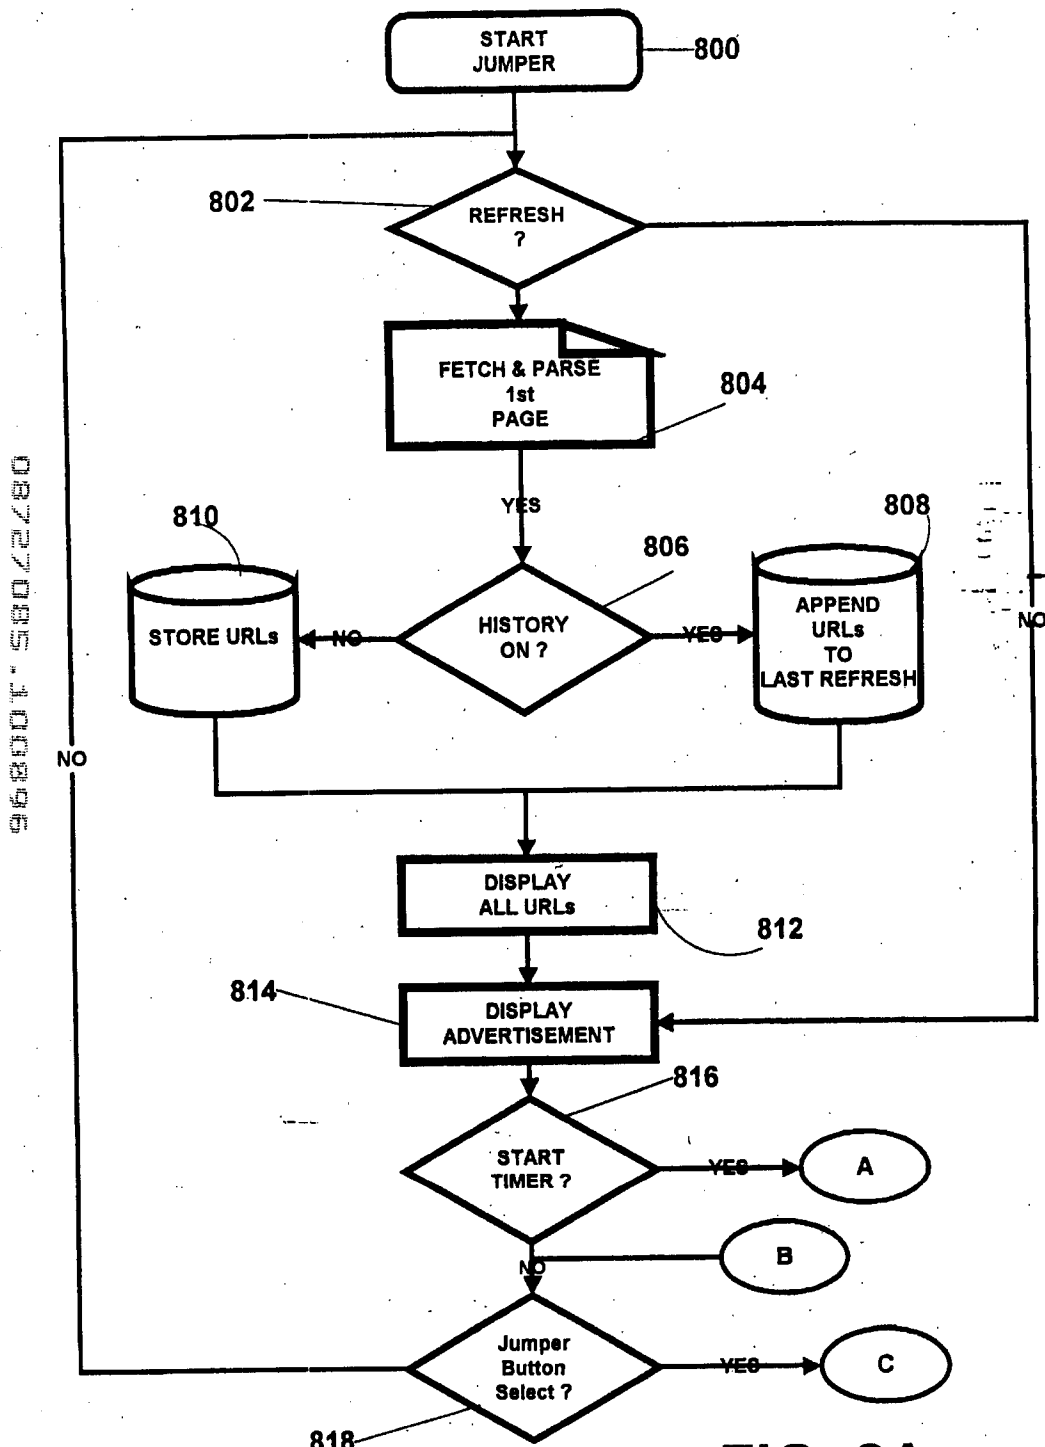 START
JUMPER
800
802
REFRESH
?
FETCH & PARSE
1st
PAGE
804
YES
810
808
806
STORE URLs
NO
HISTORY
ON ?
YES
APPEND
URLs
TO
LAST REFRESH
NO
NO
DISPLAY
ALL URLs
812
814
DISPLAY
ADVERTISEMENT
816
START
TIMER ?
YES
A
NO
B
Jumper
Button
Select ?
YES
C
818